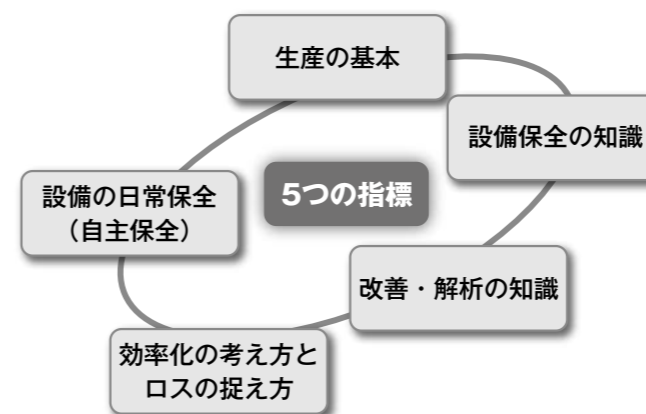 生産の基本
設備保全の知識
5つの指標
設備の日常保全
（自主保全）
改善・解析の知識
効率化の考え方と
ロスの捉え方